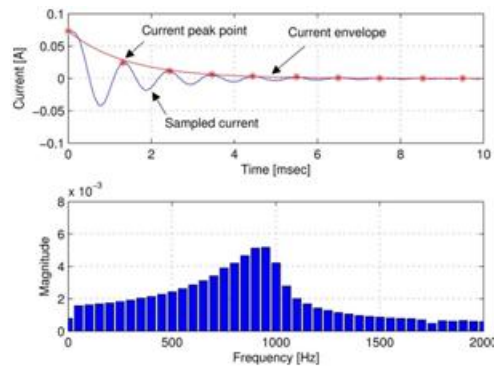 0.1
0.05
0
-0.05
-0.1
Current [A]
Current peak point
Current envelope
Sampled current
0 2 4 6 8 10
Time [msec]
8 x 10⁻³
6
4
2
0
Magnitude
0 500 1000 1500 2000
Frequency [Hz]